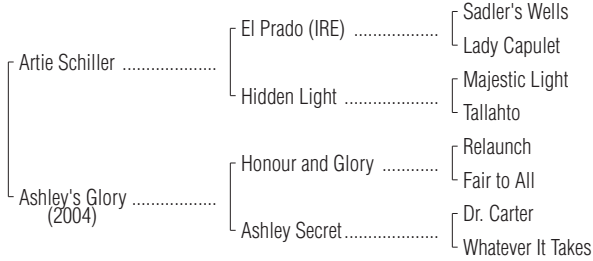 Sadler's Wells
El Prado (IRE) ...................
Lady Capulet
Artie Schiller .....................
Majestic Light
Hidden Light .....................
Tallahto
Relaunch
Honour and Glory ............
Fair to All
Ashley's Glory ...................
(2004)
Dr. Carter
Ashley Secret.....................
Whatever It Takes